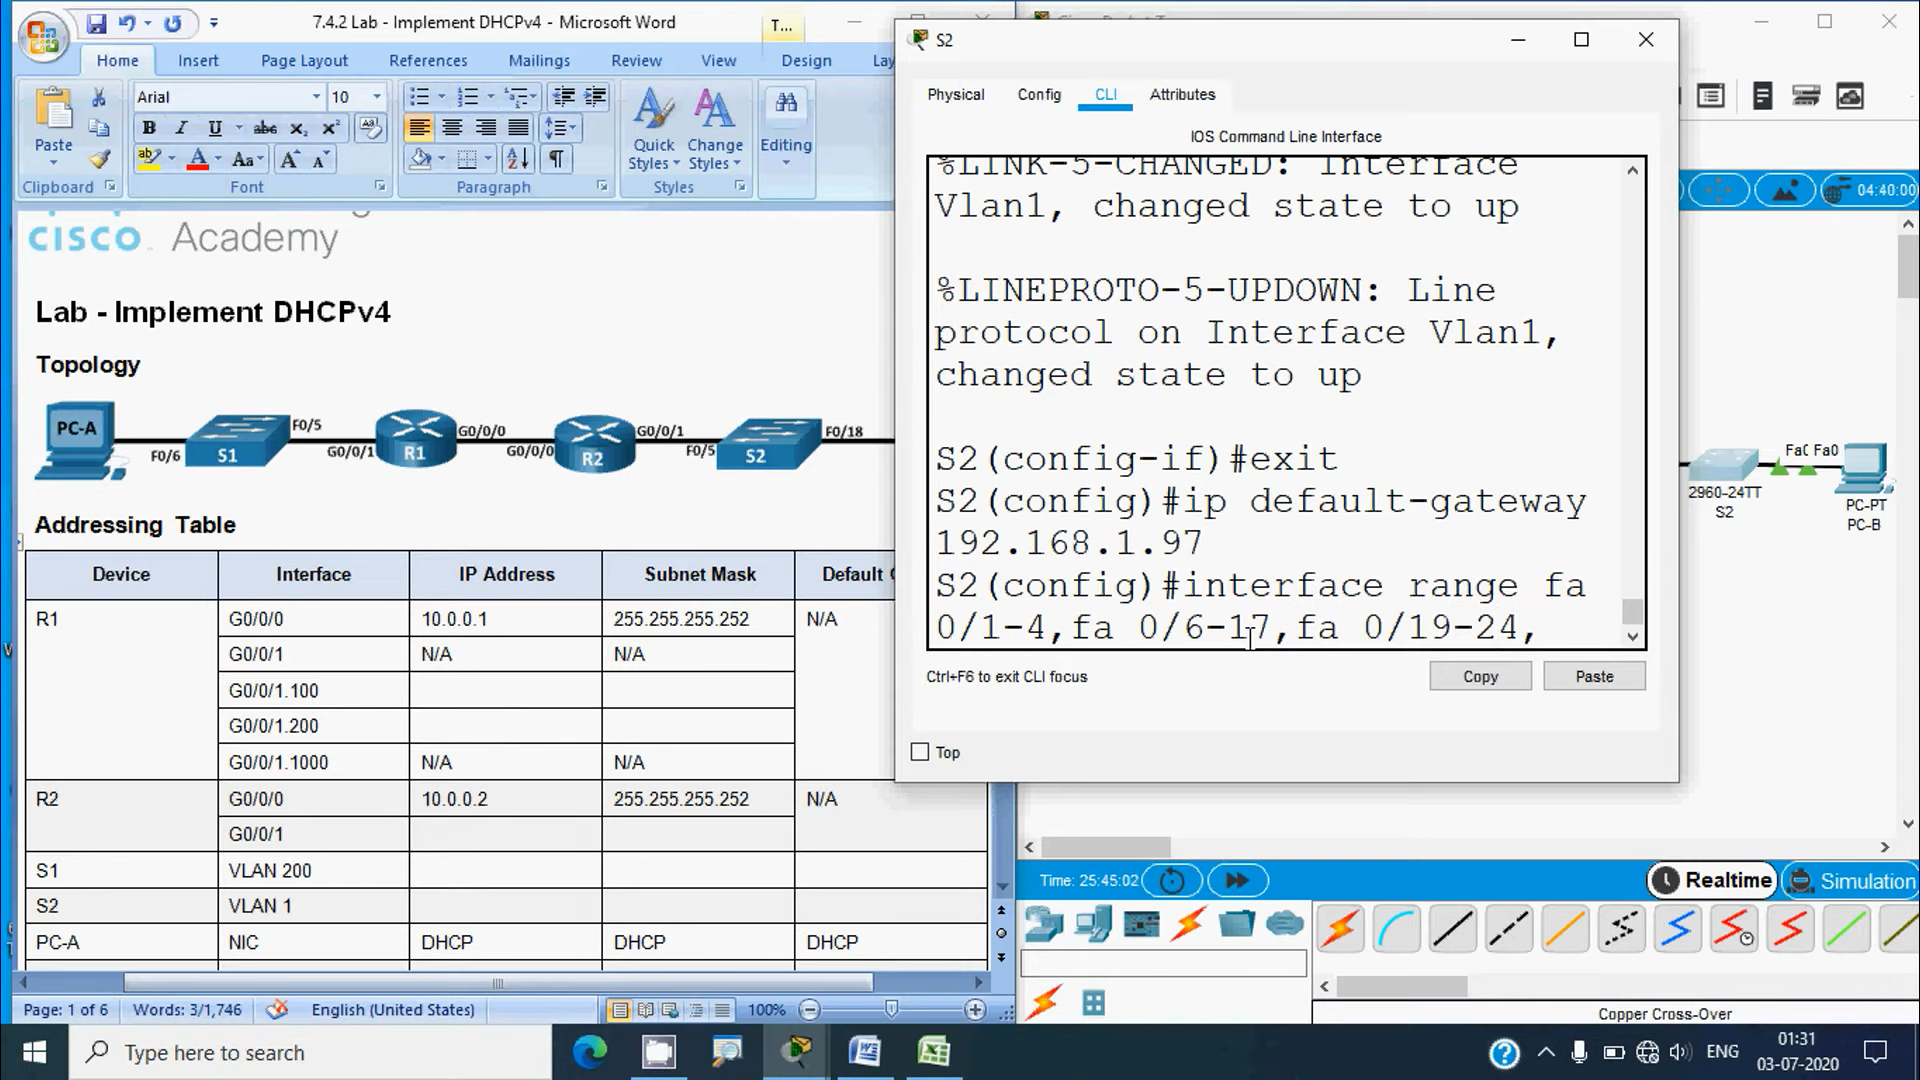 7.4.2 Lab - Implement DHCPv4 - Microsoft Word
T...
Home
Insert
Page Layout
References
Mailings
Review
View
Design
Arial
10
Paste
Quick Styles
Change Styles
Editing
Clipboard
Font
Paragraph
Styles
CISCO Academy
Lab - Implement DHCPv4
Topology
PC-A
F0/6
S1
F0/5
G0/0/1
R1
G0/0/0
G0/0/0
R2
G0/0/1
F0/5
S2
F0/18
Addressing Table
Device Interface IP Address Subnet Mask Default
R1 G0/0/0 10.0.0.1 255.255.255.252 N/A
G0/0/1 N/A N/A
G0/0/1.100
G0/0/1.200
G0/0/1.1000 N/A N/A
R2 G0/0/0 10.0.0.2 255.255.255.252 N/A
G0/0/1
S1 VLAN 200
S2 VLAN 1
PC-A NIC DHCP DHCP DHCP
Page: 1 of 6
Words: 3/1,746
English (United States)
100%
S2
Physical
Config
CLI
Attributes
IOS Command Line Interface
%LINK-5-CHANGED: Interface
Vlan1, changed state to up
%LINEPROTO-5-UPDOWN: Line
protocol on Interface Vlan1,
changed state to up
S2(config-if)#exit
S2(config)#ip default-gateway
192.168.1.97
S2(config)#interface range fa
0/1-4,fa 0/6-17,fa 0/19-24,
Ctrl+F6 to exit CLI focus
Copy
Paste
Top
04:40:00
Fa0
2960-24TT
S2
PC-PT
PC-B
Time: 25:45:02
Realtime
Simulation
Copper Cross-Over
Type here to search
ENG
01:31
03-07-2020